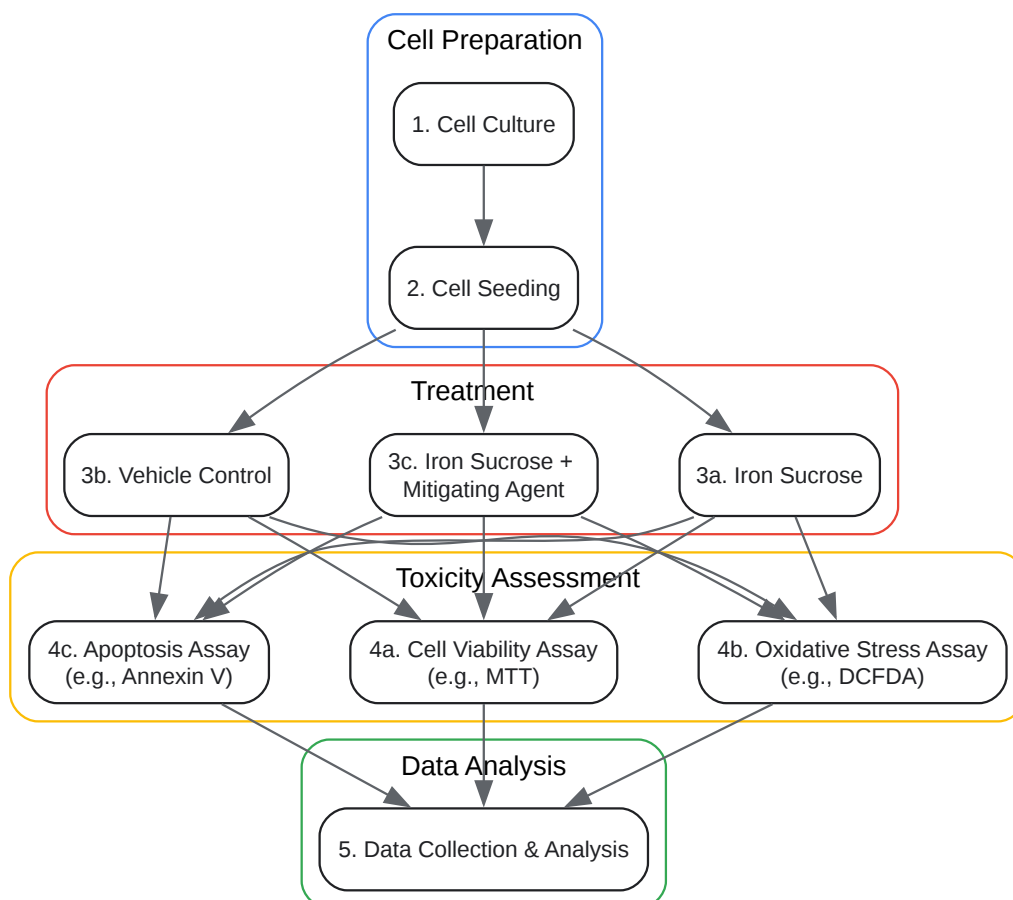 Cell Preparation
1. Cell Culture
2. Cell Seeding
Treatment
3b. Vehicle Control
3c. Iron Sucrose +
Mitigating Agent
3a. Iron Sucrose
Toxicity Assessment
4c. Apoptosis Assay
(e.g., Annexin V)
4a. Cell Viability Assay
(e.g., MTT)
4b. Oxidative Stress Assay
(e.g., DCFDA)
Data Analysis
5. Data Collection & Analysis